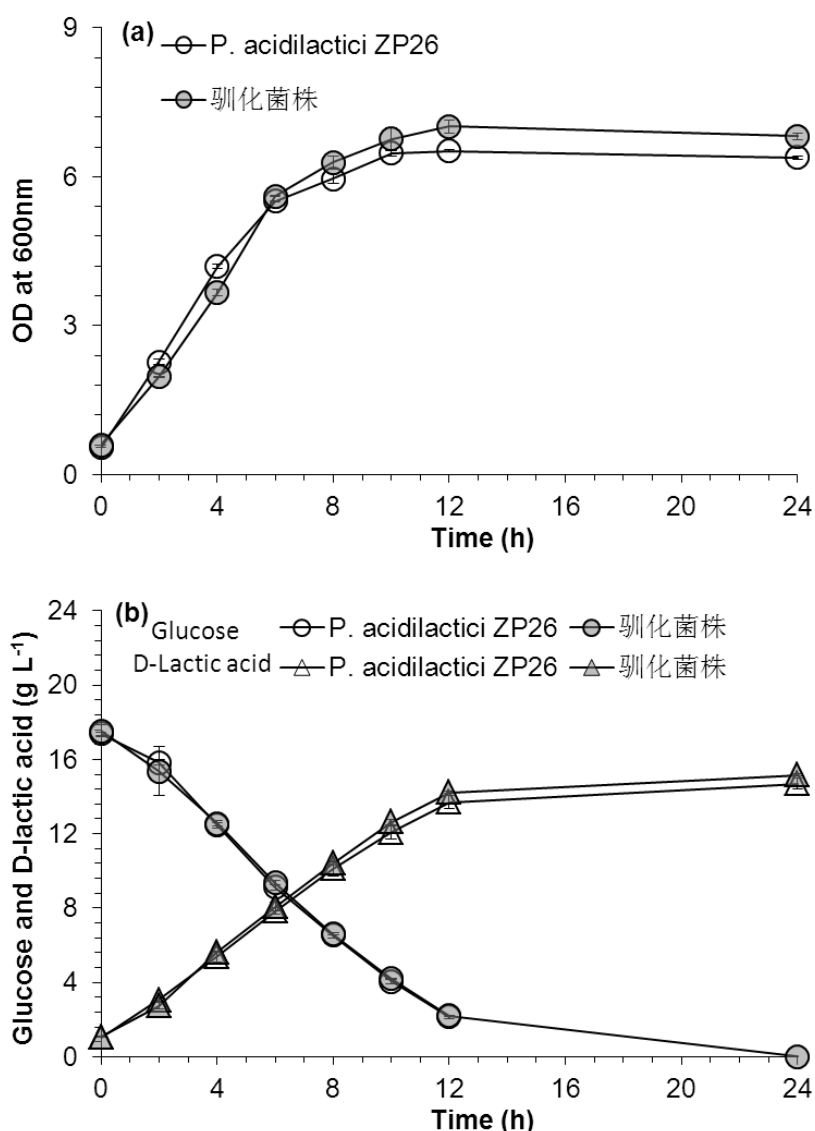 9
(a)
P. acidilactici ZP26
驯化菌株
6
3
0
OD at 600nm
0 4 8 12 16 20 24
Time (h)
24
(b) Glucose P. acidilactici ZP26 驯化菌株
D-Lactic acid P. acidilactici ZP26 驯化菌株
20
16
12
8
4
0
Glucose and D-lactic acid (g L-1)
0 4 8 12 16 20 24
Time (h)